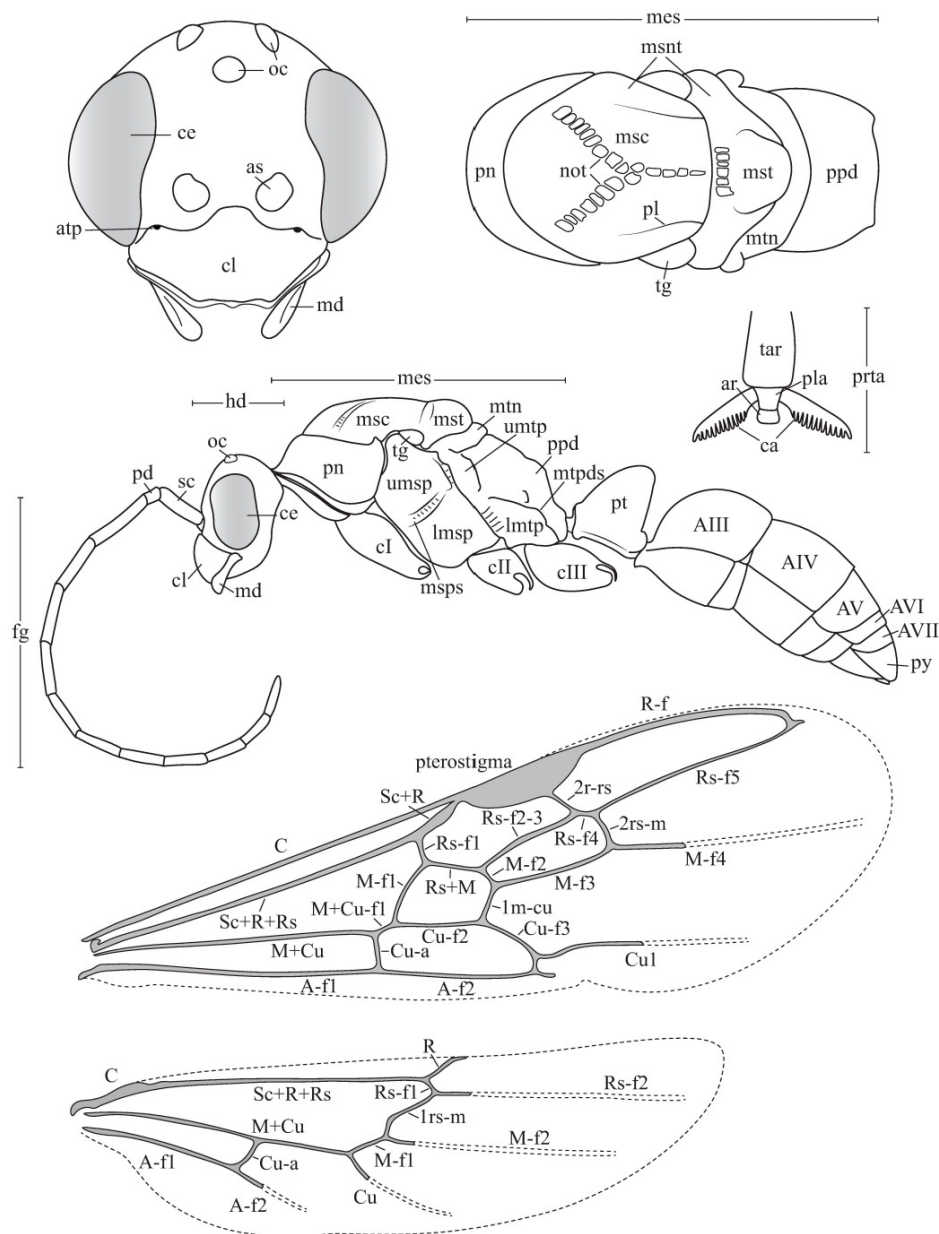 oc
ce
as
atp
cl
md
mes
msnt
msc
pn
not
mst
ppd
pl
mtn
tg
tar
ar
pla
prta
ca
mes
hd
msc
mst
mtn
oc
tg
umtp
pd
sc
pn
ppd
umsp
mtpds
pt
ce
lmsp
lmtp
AIII
cI
AIV
cl
cII
cIII
md
msps
AV
AVI
AVII
fg
py
R-f
pterostigma
Rs-f5
Sc+R
2r-rs
Rs-f2-3
C
Rs-f4
2rs-m
Rs-f1
M-f2
M-f4
M-f1
Rs+M
M-f3
M+Cu-f1
1m-cu
Sc+R+Rs
Cu-f2
Cu-f3
M+Cu
Cu-a
Cu1
A-f1
A-f2
R
C
Sc+R+Rs
Rs-f1
Rs-f2
1rs-m
M+Cu
M-f2
A-f1
Cu-a
M-f1
A-f2
Cu